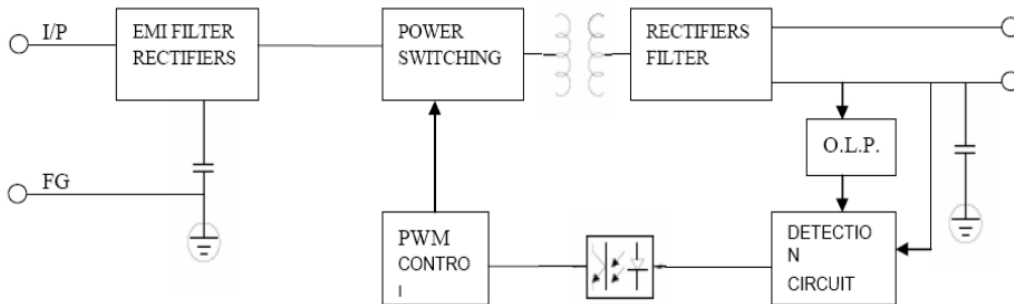 I/P
EMI FILTER
RECTIFIERS
POWER
SWITCHING
RECTIFIERS
FILTER
O.L.P.
FG
PWM
CONTRO
l
DETECTIO
N
CIRCUIT